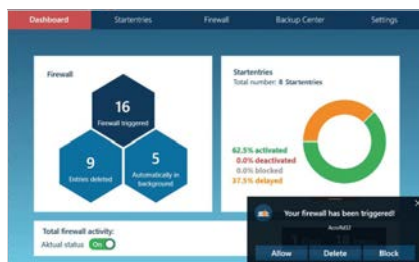 Dashboard
Startentries
Firewall
Backup Center
Settings
Firewall
16
Firewall triggered
9
Entries deleted
5
Automatically in
background
Startentries
Total number: 8 Startentries
62.5% activated
0.0% deactivated
0.0% blocked
37.5% delayed
Total firewall activity:
Aktual status
On
Your firewall has been triggered!
Allow
Delete
Block